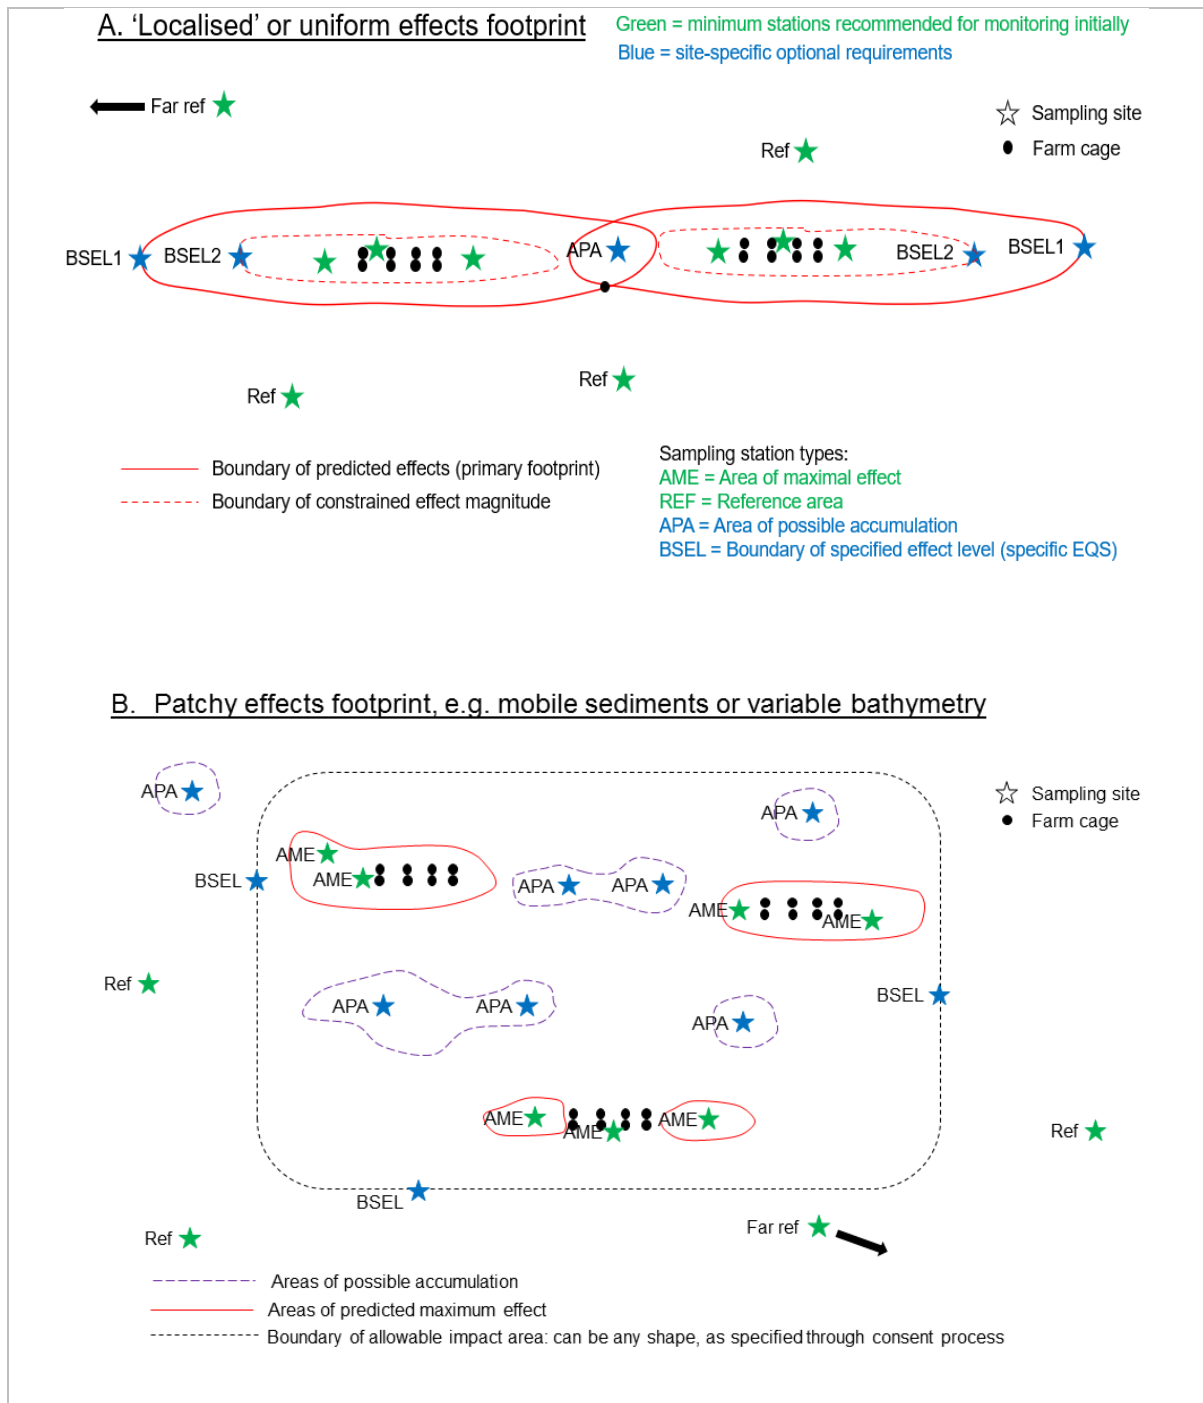 A. ‘Localised’ or uniform effects footprint
Green = minimum stations recommended for monitoring initially
Blue = site-specific optional requirements
Far ref
Sampling site
Farm cage
Ref
BSEL1
BSEL2
APA
BSEL2
BSEL1
Ref
Ref
Boundary of predicted effects (primary footprint)
Boundary of constrained effect magnitude
Sampling station types:
AME = Area of maximal effect
REF = Reference area
APA = Area of possible accumulation
BSEL = Boundary of specified effect level (specific EQS)
B. Patchy effects footprint, e.g. mobile sediments or variable bathymetry
APA
APA
Sampling site
Farm cage
AME
BSEL
AME
APA
APA
AME
AME
Ref
BSEL
APA
APA
APA
AME
AME
AME
Ref
BSEL
Ref
Far ref
Areas of possible accumulation
Areas of predicted maximum effect
Boundary of allowable impact area: can be any shape, as specified through consent process